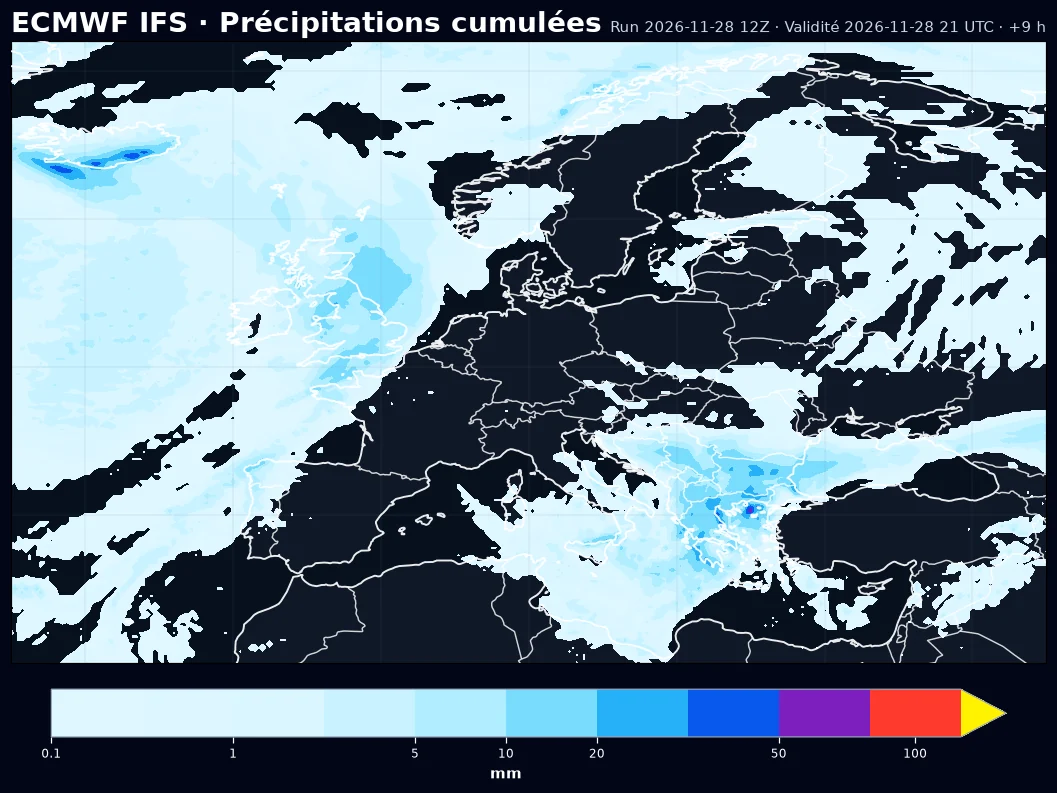 ECMWF IFS · Précipitations cumulées Run 2026-11-28 12Z · Validité 2026-11-28 21 UTC · +9 h
0.1 1 5 10 20 50 100
mm